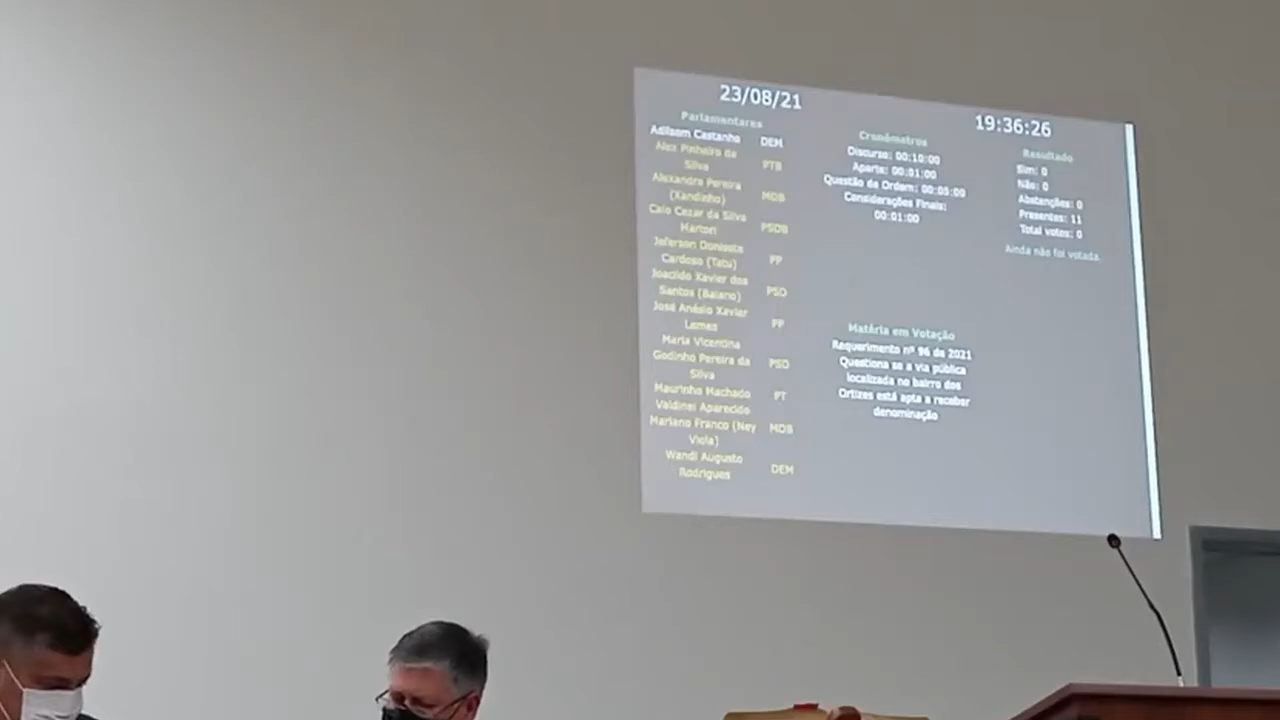 23/08/21
19:36:26
Parlamentares
Adilsom Castanho DEM
Alex Pinheiro da
Silva PTB
Alexandre Pereira
(Xandinho) MDB
Caio Cezar da Silva
Martori PSDB
Jeferson Donisete
Cardoso (Tatu) PP
Joacildo Xavier dos
Santos (Baiano) PSD
José Anésio Xavier
Lemes PP
Maria Vicentina
Godinho Pereira da
Silva PSD
Maurinho Machado PT
Valdinei Aparecido
Mariano Franco (Ney
Viola) MDB
Wandi Augusto
Rodrigues DEM
Cronômetros
Discurso: 00:10:00
Aparte: 00:01:00
Questão de Ordem: 00:05:00
Considerações Finais:
00:01:00
Matéria em Votação
Requerimento nº 96 de 2021
Questiona se a via pública
localizada no bairro dos
Ortizes está apta a receber
denominação
Resultado
Sim: 0
Não: 0
Abstenções: 0
Presentes: 11
Total votos: 0
Ainda não foi votada.